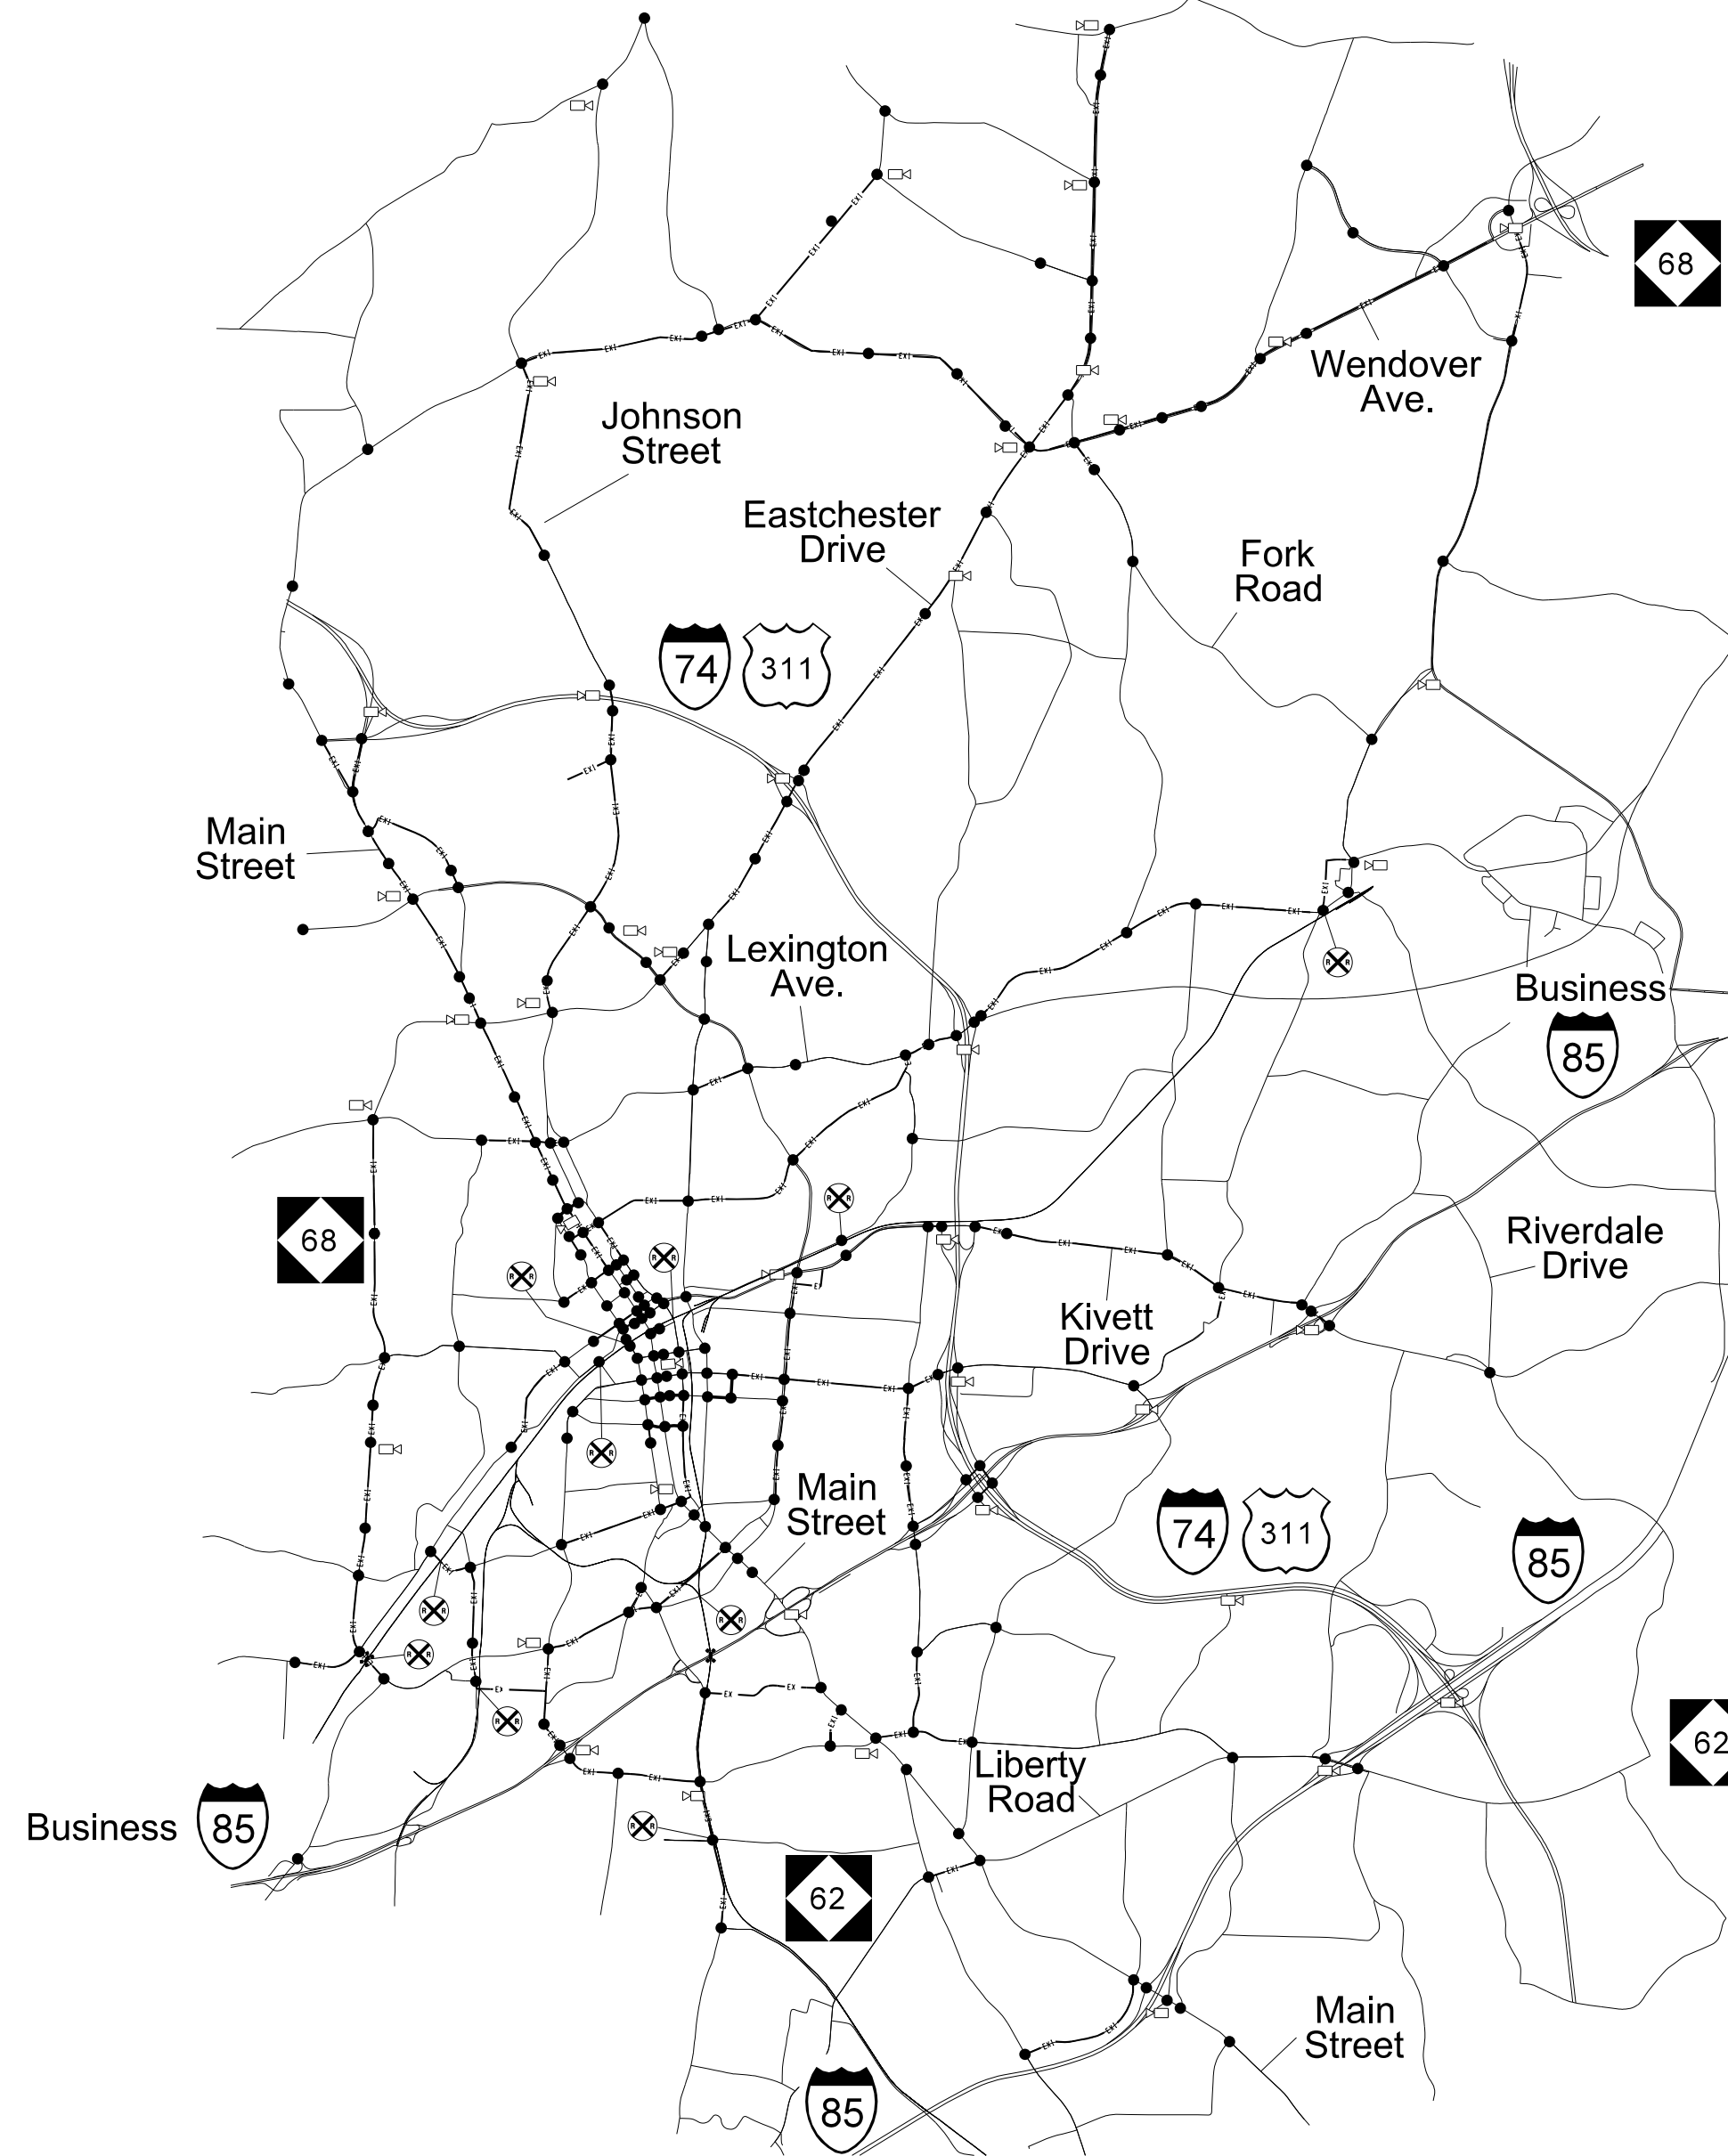 68
Wendover
Ave.
Johnson
Street
Eastchester
Drive
Fork
Road
74
311
Main
Street
Lexington
Ave.
Business
85
68
Riverdale
Drive
Kivett
Drive
Main
Street
74
311
85
62
Liberty
Road
Business
85
62
Main
Street
85
R R
R R
R R
R R
R R
R R
R R
R R
R R
R R